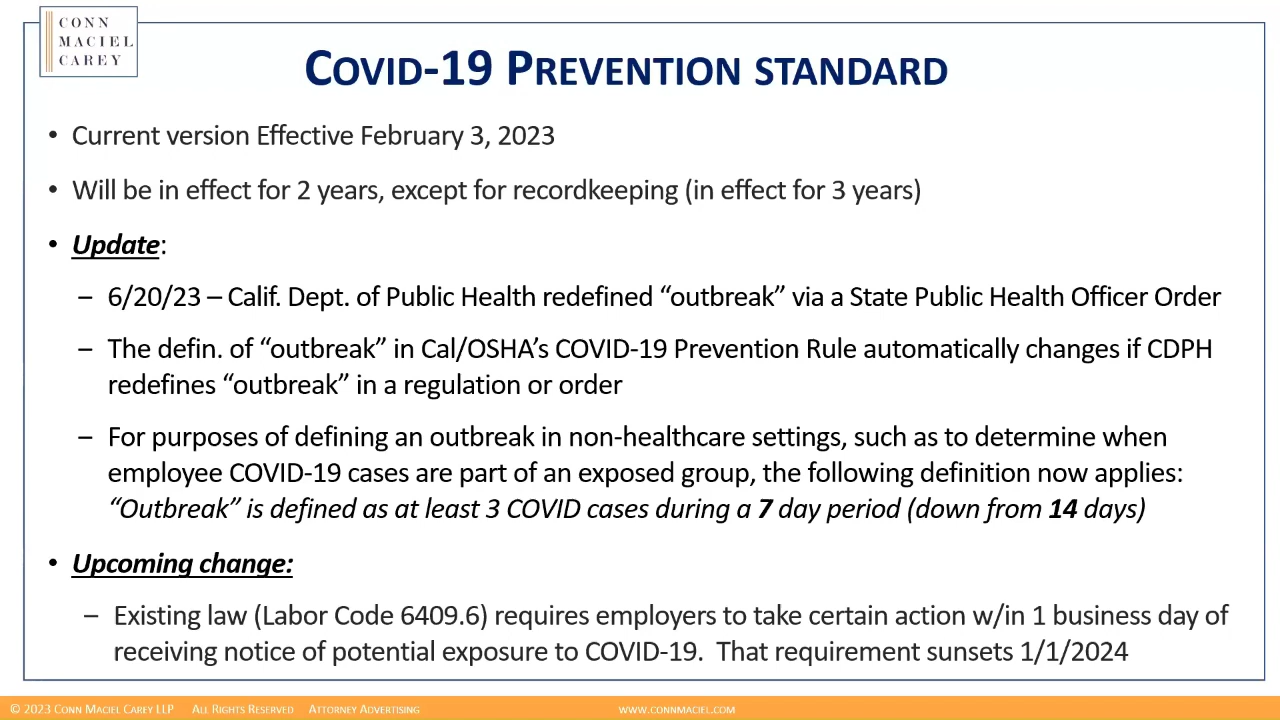 CONN
MACIEL
CAREY
COVID-19 PREVENTION STANDARD
• Current version Effective February 3, 2023
• Will be in effect for 2 years, except for recordkeeping (in effect for 3 years)
• Update:
– 6/20/23 – Calif. Dept. of Public Health redefined “outbreak” via a State Public Health Officer Order
– The defin. of “outbreak” in Cal/OSHA’s COVID-19 Prevention Rule automatically changes if CDPH
redefines “outbreak” in a regulation or order
– For purposes of defining an outbreak in non-healthcare settings, such as to determine when
employee COVID-19 cases are part of an exposed group, the following definition now applies:
“Outbreak” is defined as at least 3 COVID cases during a 7 day period (down from 14 days)
• Upcoming change:
– Existing law (Labor Code 6409.6) requires employers to take certain action w/in 1 business day of
receiving notice of potential exposure to COVID-19. That requirement sunsets 1/1/2024
© 2023 CONN MACIEL CAREY LLP ALL RIGHTS RESERVED ATTORNEY ADVERTISING WWW.CONNMACIEL.COM